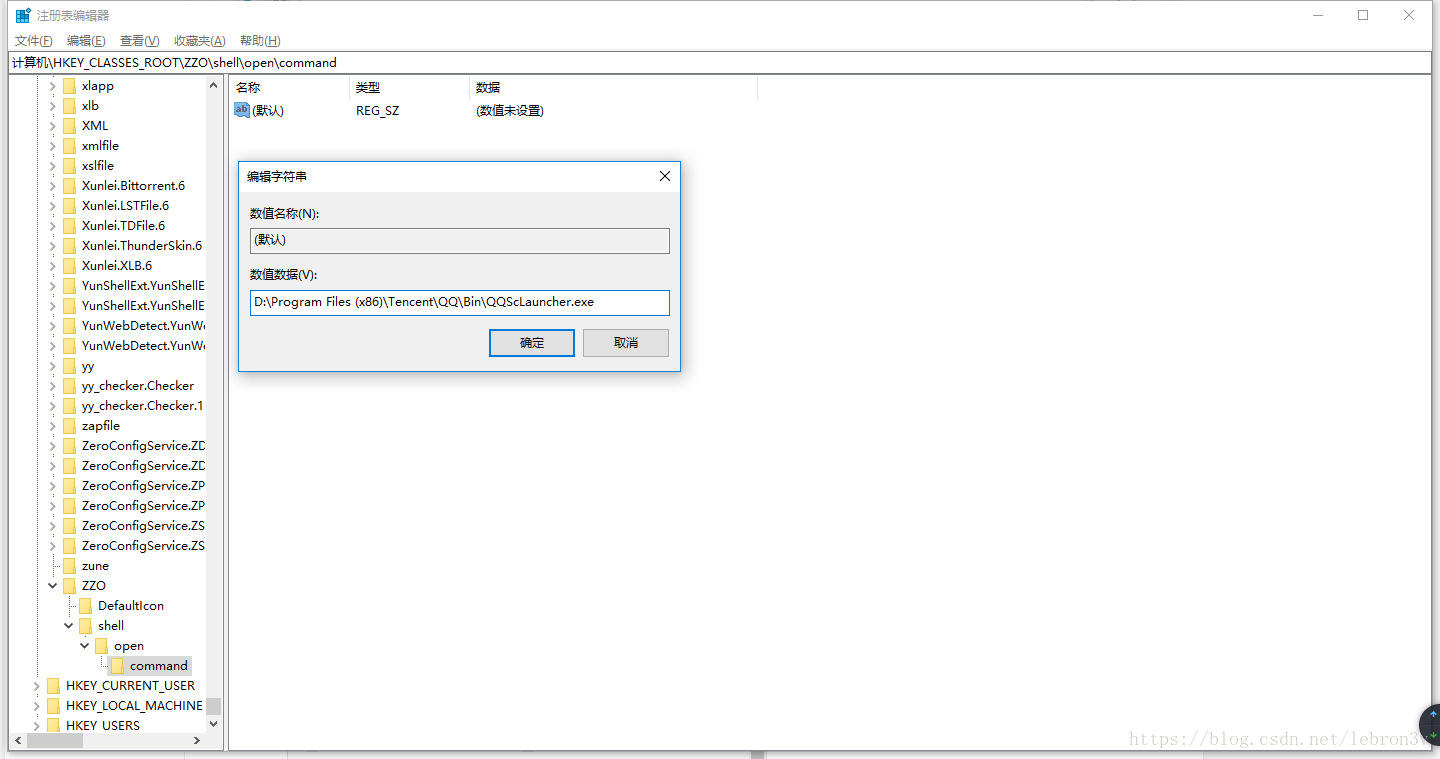 注册表编辑器
文件(F) 编辑(E) 查看(V) 收藏夹(A) 帮助(H)
计算机\HKEY_CLASSES_ROOT\ZZO\shell\open\command
xlapp
xlb
XML
xmlfile
xslfile
Xunlei.Bittorrent.6
Xunlei.LSTFile.6
Xunlei.TDFile.6
Xunlei.ThunderSkin.6
Xunlei.XLB.6
YunShellExt.YunShellE
YunShellExt.YunShellE
YunWebDetect.YunWe
YunWebDetect.YunWe
yy
yy_checker.Checker
yy_checker.Checker.1
zapfile
ZeroConfigService.ZD
ZeroConfigService.ZD
ZeroConfigService.ZP
ZeroConfigService.ZP
ZeroConfigService.ZS
ZeroConfigService.ZS
zune
ZZO
DefaultIcon
shell
open
command
HKEY_CURRENT_USER
HKEY_LOCAL_MACHINE
HKEY_USERS
名称 类型 数据
ab (默认) REG_SZ (数值未设置)
编辑字符串
数值名称(N):
(默认)
数值数据(V):
D:\Program Files (x86)\Tencent\QQ\Bin\QQScLauncher.exe
确定 取消
https://blog.csdn.net/lebron3v